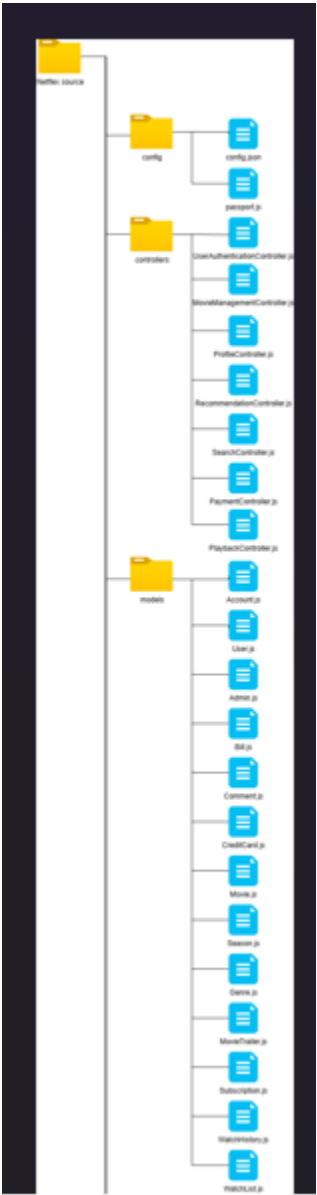 Netflex source
config
config.json
passport.js
controllers
UserAuthenticationController.js
MovieManagementController.js
ProfileController.js
RecommendationController.js
SearchController.js
PaymentController.js
PlaybackController.js
models
Account.js
User.js
Admin.js
Bill.js
Comment.js
CreditCard.js
Movie.js
Season.js
Genre.js
MovieTrailer.js
Subscription.js
WatchHistory.js
WatchList.js